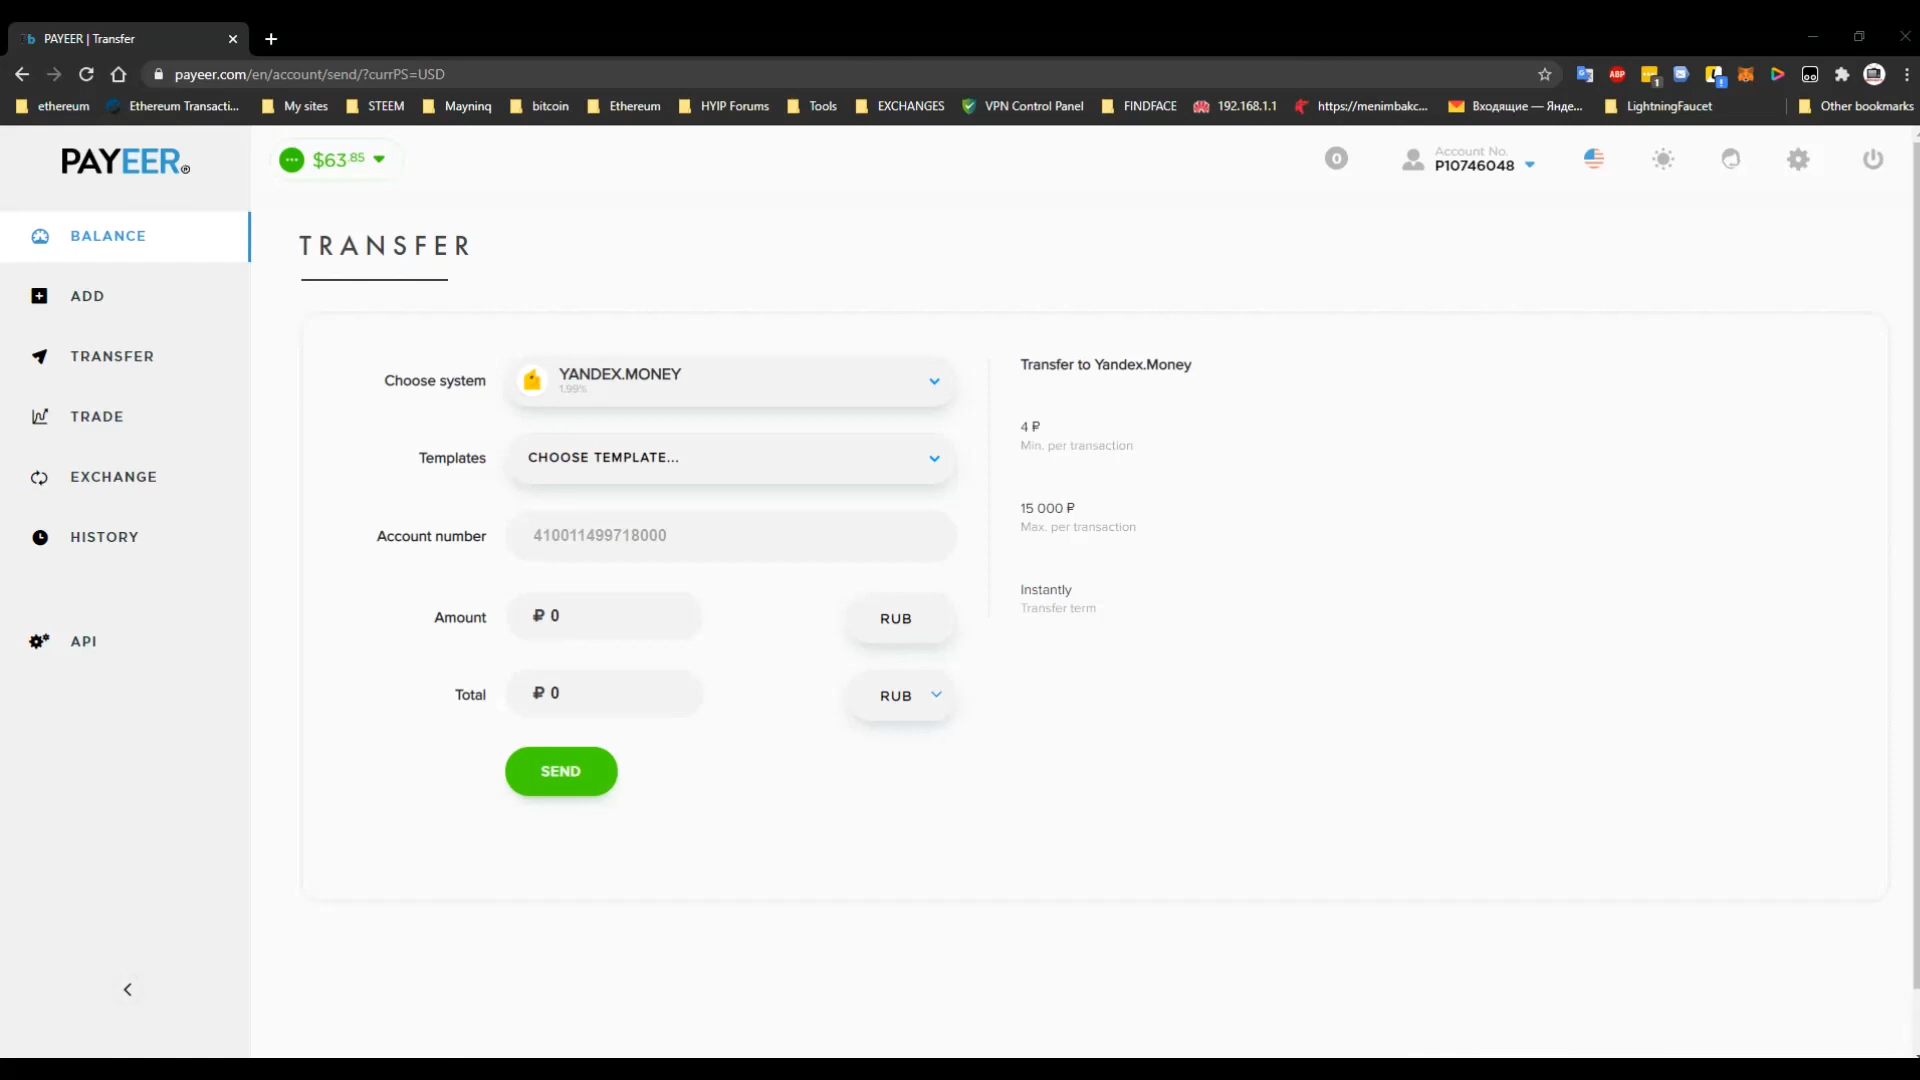 PAYEER | Transfer
payeer.com/en/account/send/?currPS=USD
ABP
1
ethereum
Ethereum Transacti...
My sites
STEEM
Mayninq
bitcoin
Ethereum
HYIP Forums
Tools
EXCHANGES
VPN Control Panel
FINDFACE
192.168.1.1
https://menimbakc...
Входящие — Янде...
LightningFaucet
Other bookmarks
PAYEER®
$63.85
0
Account No.
P10746048
BALANCE
ADD
TRANSFER
TRADE
EXCHANGE
HISTORY
API
TRANSFER
Choose system
YANDEX.MONEY
1.99%
Templates
CHOOSE TEMPLATE...
Account number
410011499718000
Amount
₽ 0
RUB
Total
₽ 0
RUB
SEND
Transfer to Yandex.Money
4 ₽
Min. per transaction
15 000 ₽
Max. per transaction
Instantly
Transfer term